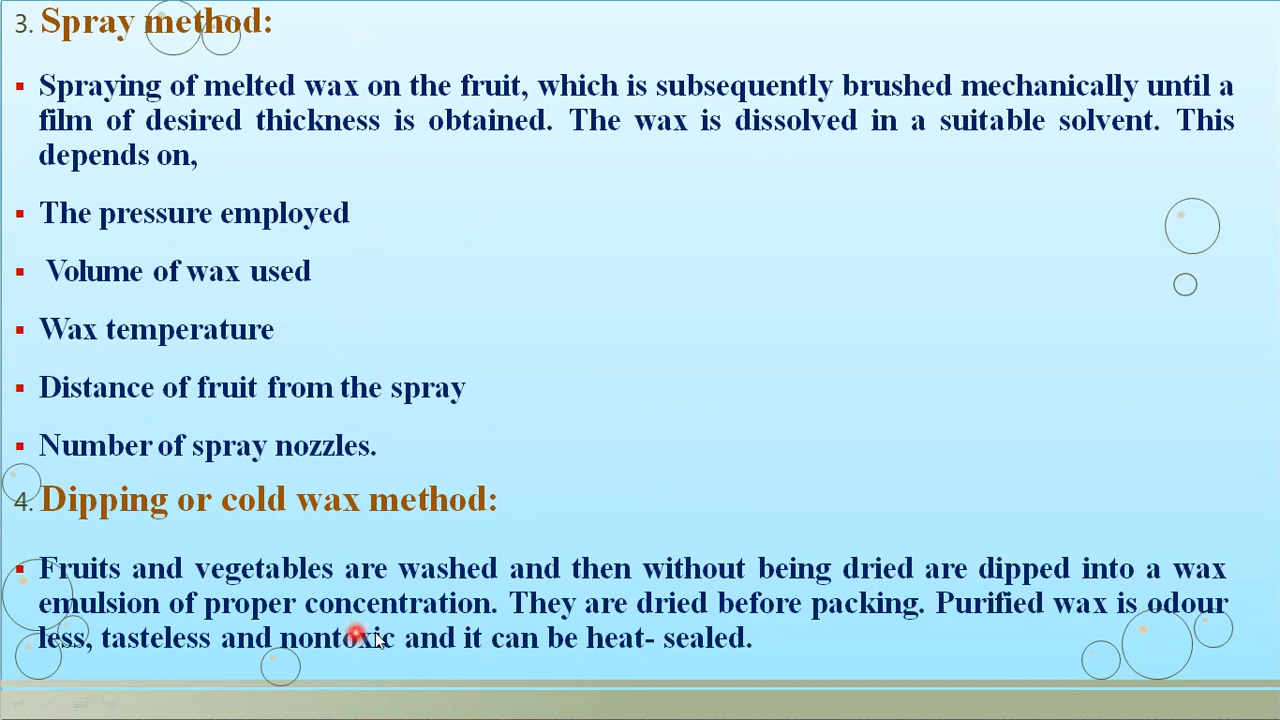 3. Spray method:
▪ Spraying of melted wax on the fruit, which is subsequently brushed mechanically until a
film of desired thickness is obtained. The wax is dissolved in a suitable solvent. This
depends on,
▪ The pressure employed
▪ Volume of wax used
▪ Wax temperature
▪ Distance of fruit from the spray
▪ Number of spray nozzles.
4. Dipping or cold wax method:
▪ Fruits and vegetables are washed and then without being dried are dipped into a wax
emulsion of proper concentration. They are dried before packing. Purified wax is odour
less, tasteless and nontoxic and it can be heat- sealed.